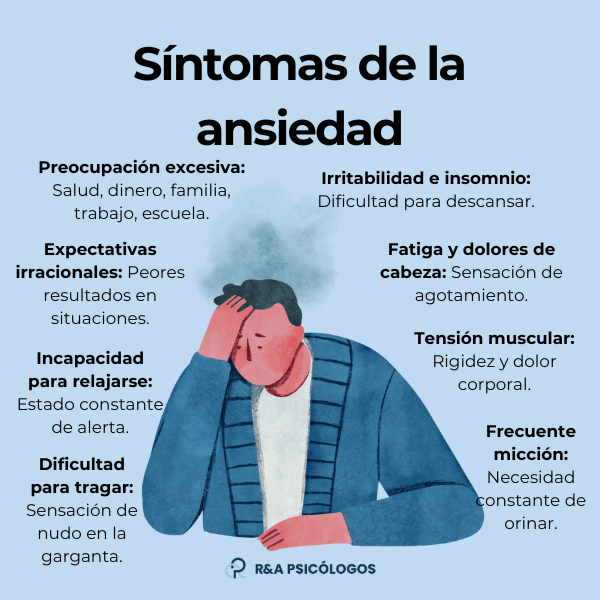 Síntomas de la
ansiedad
Preocupación excesiva:
Salud, dinero, familia,
trabajo, escuela.
Expectativas
irracionales: Peores
resultados en
situaciones.
Incapacidad
para relajarse:
Estado constante
de alerta.
Dificultad
para tragar:
Sensación de
nudo en la
garganta.
Irritabilidad e insomnio:
Dificultad para descansar.
Fatiga y dolores de
cabeza: Sensación de
agotamiento.
Tensión muscular:
Rigidez y dolor
corporal.
Frecuente
micción:
Necesidad
constante de
orinar.
R&A PSICÓLOGOS